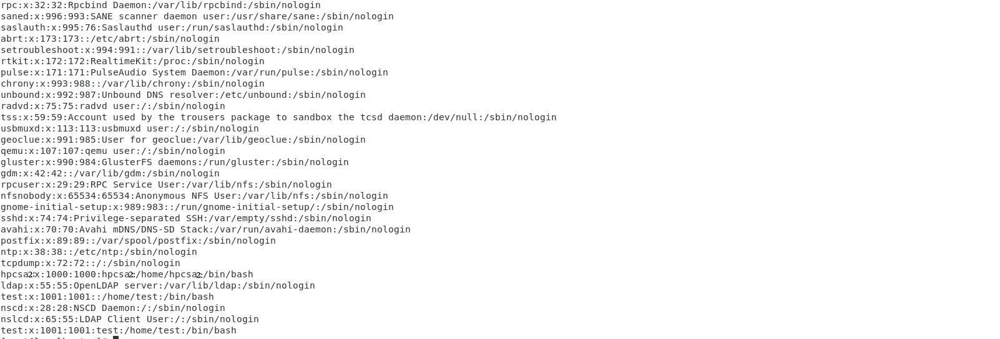 rpc:x:32:32:Rpcbind Daemon:/var/lib/rpcbind:/sbin/nologin
saned:x:996:993:SANE scanner daemon user:/usr/share/sane:/sbin/nologin
saslauth:x:995:76:Saslauthd user:/run/saslauthd:/sbin/nologin
abrt:x:173:173::/etc/abrt:/sbin/nologin
setroubleshoot:x:994:991::/var/lib/setroubleshoot:/sbin/nologin
rtkit:x:172:172:RealtimeKit:/proc:/sbin/nologin
pulse:x:171:171:PulseAudio System Daemon:/var/run/pulse:/sbin/nologin
chrony:x:993:988::/var/lib/chrony:/sbin/nologin
unbound:x:992:987:Unbound DNS resolver:/etc/unbound:/sbin/nologin
radvd:x:75:75:radvd user:/:/sbin/nologin
tss:x:59:59:Account used by the trousers package to sandbox the tcsd daemon:/dev/null:/sbin/nologin
usbmuxd:x:113:113:usbmuxd user:/:/sbin/nologin
geoclue:x:991:985:User for geoclue:/var/lib/geoclue:/sbin/nologin
qemu:x:107:107:qemu user:/:/sbin/nologin
gluster:x:990:984:GlusterFS daemons:/run/gluster:/sbin/nologin
gdm:x:42:42::/var/lib/gdm:/sbin/nologin
rpcuser:x:29:29:RPC Service User:/var/lib/nfs:/sbin/nologin
nfsnobody:x:65534:65534:Anonymous NFS User:/var/lib/nfs:/sbin/nologin
gnome-initial-setup:x:989:983::/run/gnome-initial-setup/:/sbin/nologin
sshd:x:74:74:Privilege-separated SSH:/var/empty/sshd:/sbin/nologin
avahi:x:70:70:Avahi mDNS/DNS-SD Stack:/var/run/avahi-daemon:/sbin/nologin
postfix:x:89:89::/var/spool/postfix:/sbin/nologin
ntp:x:38:38::/etc/ntp:/sbin/nologin
tcpdump:x:72:72::/:/sbin/nologin
hpcsa2:x:1000:1000:hpcsa2:/home/hpcsa2:/bin/bash
ldap:x:55:55:OpenLDAP server:/var/lib/ldap:/sbin/nologin
test:x:1001:1001::/home/test:/bin/bash
nscd:x:28:28:NSCD Daemon:/:/sbin/nologin
nslcd:x:65:55:LDAP Client User:/:/sbin/nologin
test:x:1001:1001:test:/home/test:/bin/bash